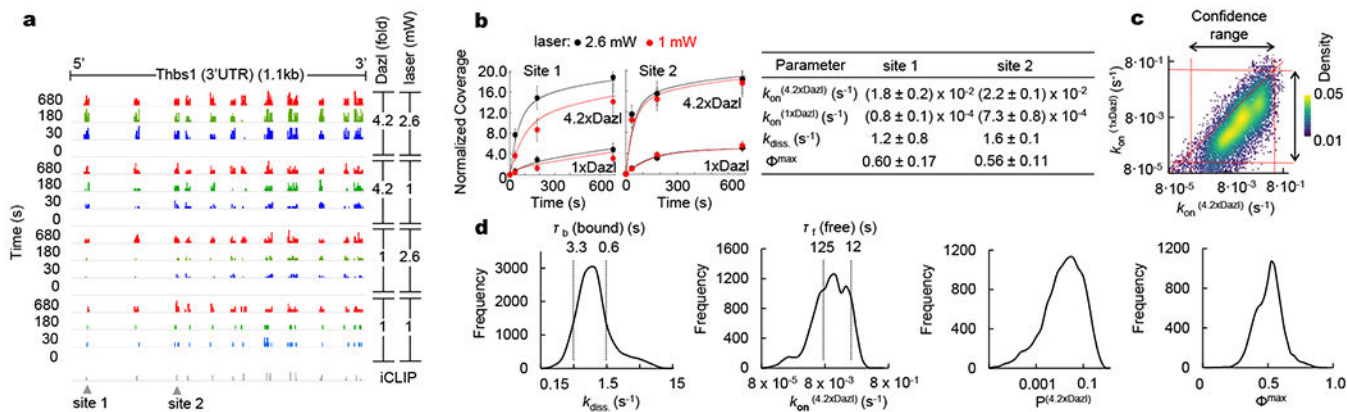 a
5'
Thbs1 (3'UTR) (1.1kb)
3'
Dazl (fold)
laser (mW)
Time (s)
680
180
30
0
4.2
2.6
680
180
30
0
4.2
1
680
180
30
0
1
2.6
680
180
30
0
1
1
iCLIP
site 1
site 2
b
laser: 2.6 mW 1 mW
Normalized Coverage
20.0
16.0
12.0
8.0
4.0
0
Site 1
4.2xDazl
1xDazl
Site 2
4.2xDazl
1xDazl
0 300 600
0 300 600
Time (s)
Time (s)
Parameter site 1 site 2
kon(4.2xDazl) (s-1) (1.8 ± 0.2) x 10-2 (2.2 ± 0.1) x 10-2
kon(1xDazl) (s-1) (0.8 ± 0.1) x 10-4 (7.3 ± 0.8) x 10-4
kdiss. (s-1) 1.2 ± 0.8 1.6 ± 0.1
Φmax 0.60 ± 0.17 0.56 ± 0.11
c
Confidence
range
kon(1xDazl) (s-1)
8·10-1
8·10-3
8·10-5
8·10-5 8·10-3 8·10-1
kon(4.2xDazl) (s-1)
Density
0.05
0.01
d
τb (bound) (s)
3.3 0.6
Frequency
3000
2000
1000
0
0.15 1.5 15
kdiss. (s-1)
τf (free) (s)
125 12
Frequency
1600
1200
800
400
0
8 x 10-5 8 x 10-3 8 x 10-1
kon(4.2xDazl) (s-1)
Frequency
1200
800
400
0
0.001 0.1
P(4.2xDazl)
Frequency
1200
800
400
0
0 0.5 1.0
Φmax